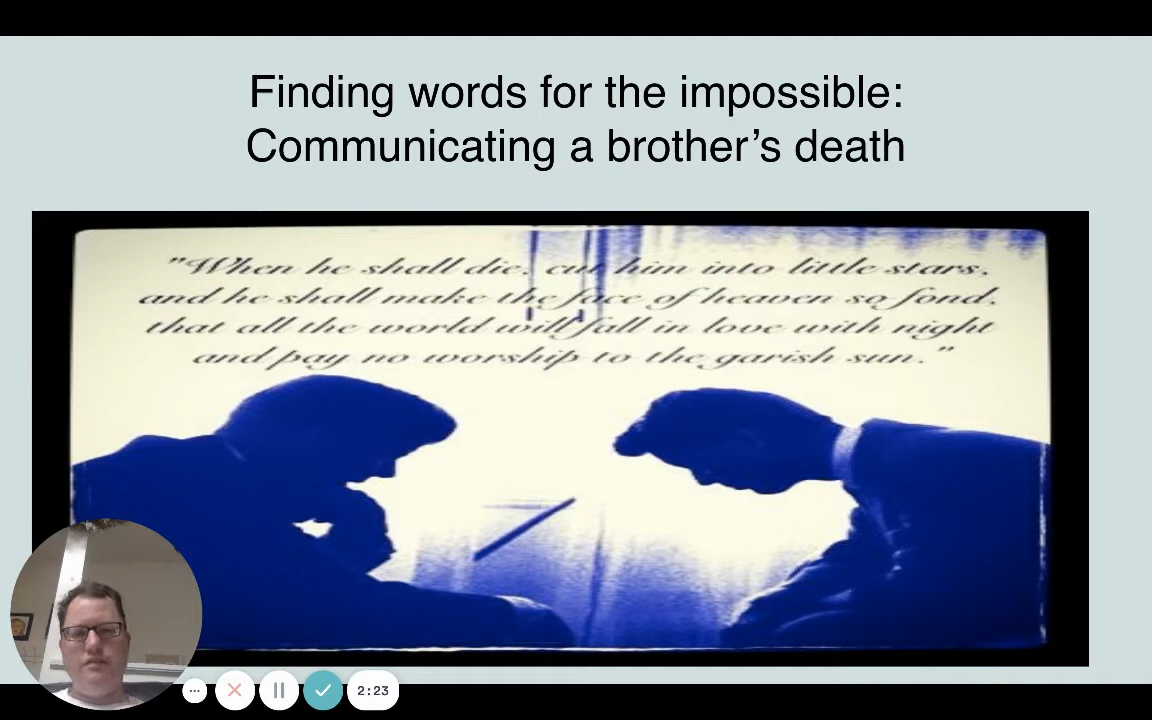 Finding words for the impossible:
Communicating a brother’s death
"When he shall die, cut him into little stars,
and he shall make the face of heaven so fond,
that all the world will fall in love with night
and pay no worship to the garish sun."
2:23